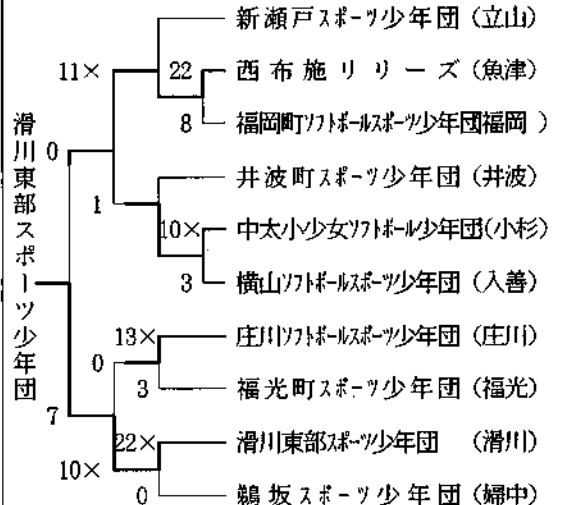 新瀬戸スポーツ少年団（立山）
11× 22 西布施リリーズ（魚津）
8 福岡町ソフトボールスポーツ少年団福岡 ）
滑川東部スポーツ少年団
0
井波町スポーツ少年団（井波）
1
10× 中太小少女ソフトボール少年団（小杉）
3 横山ソフトボールスポーツ少年団（入善）
13× 庄川ソフトボールスポーツ少年団（庄川）
0
3 福光町スポーツ少年団（福光）
7
22× 滑川東部スポーツ少年団 （滑川）
10×
0 鵜坂スポーツ少年団（婦中）